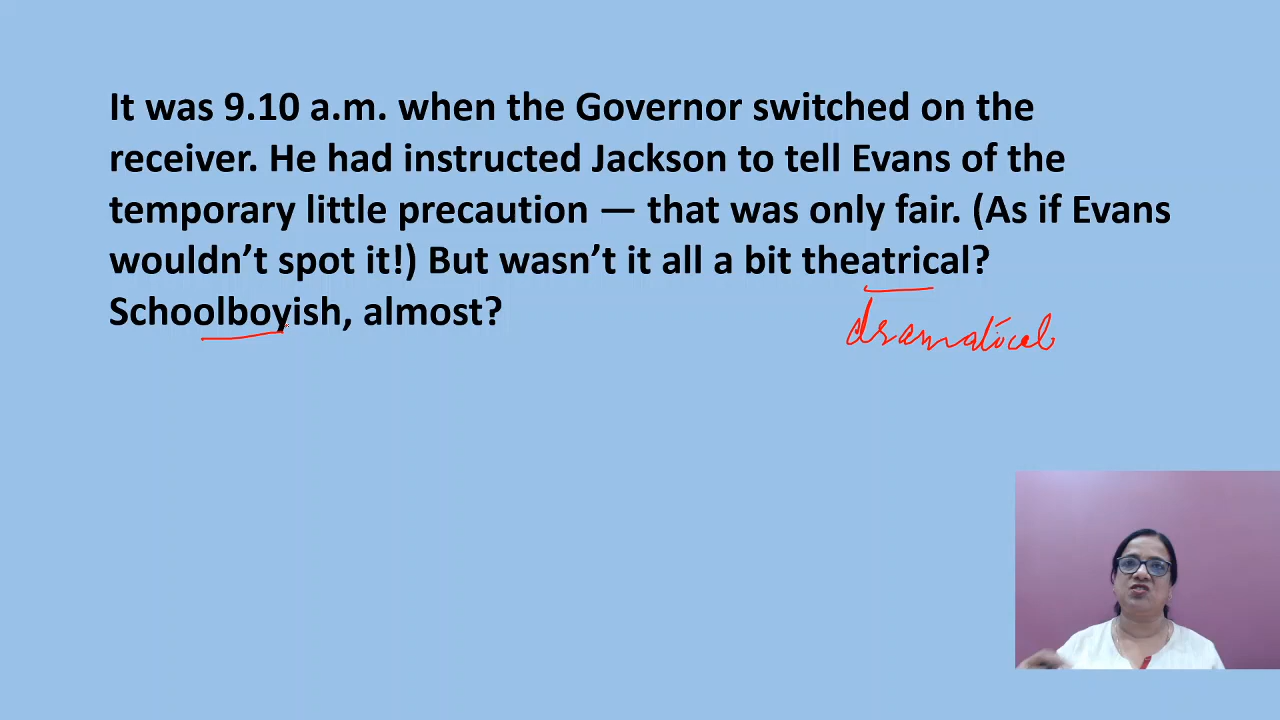 It was 9.10 a.m. when the Governor switched on the
receiver. He had instructed Jackson to tell Evans of the
temporary little precaution — that was only fair. (As if Evans
wouldn’t spot it!) But wasn’t it all a bit theatrical?
Schoolboyish, almost?
dramatical